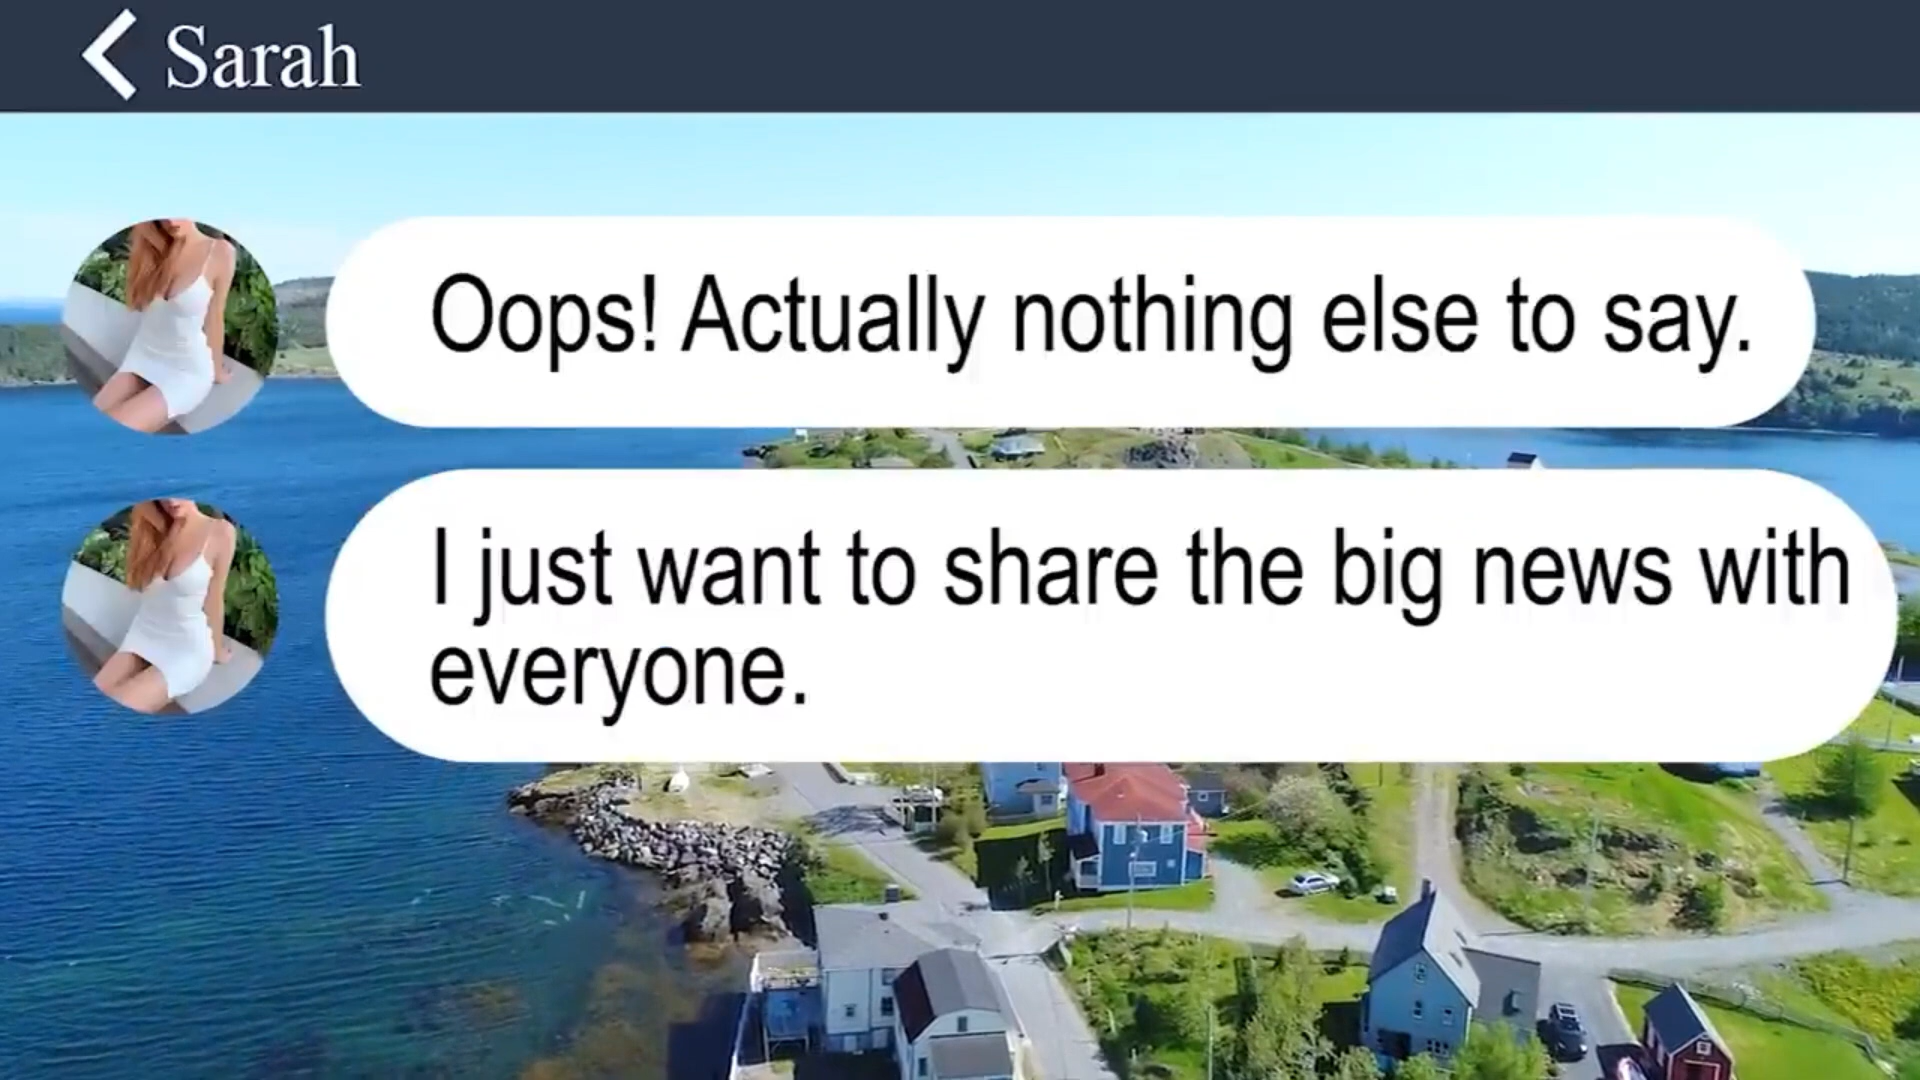 Sarah
Oops! Actually nothing else to say.
I just want to share the big news with
everyone.